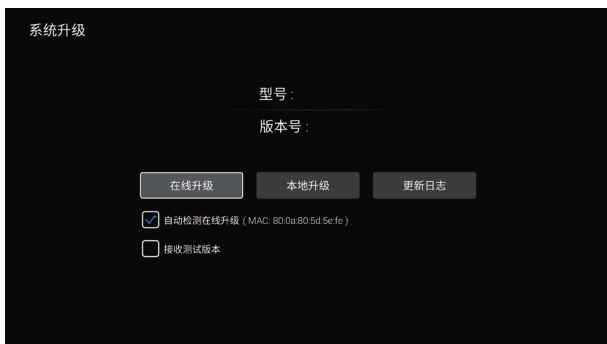 系统升级
型号 :
版本号 :
在线升级 本地升级 更新日志
自动检测在线升级 ( MAC: 80:0a:80:5d:5e:fe )
接收测试版本